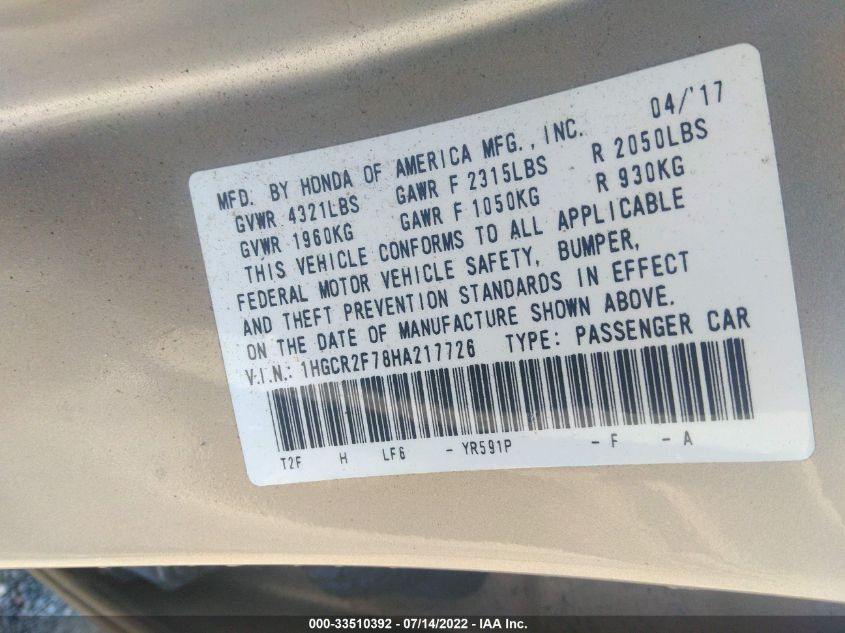 04/'17
MFD. BY HONDA OF AMERICA MFG., INC.
GVWR 4321LBS GAWR F 2315LBS R 2050LBS
GVWR 1960KG GAWR F 1050KG R 930KG
THIS VEHICLE CONFORMS TO ALL APPLICABLE
FEDERAL MOTOR VEHICLE SAFETY, BUMPER,
AND THEFT PREVENTION STANDARDS IN EFFECT
ON THE DATE OF MANUFACTURE SHOWN ABOVE.
V.I.N.: 1HGCR2F78HA217726 TYPE: PASSENGER CAR
T2F H LF6 - YR591P - F - A
000-33510392 - 07/14/2022 - IAA Inc.